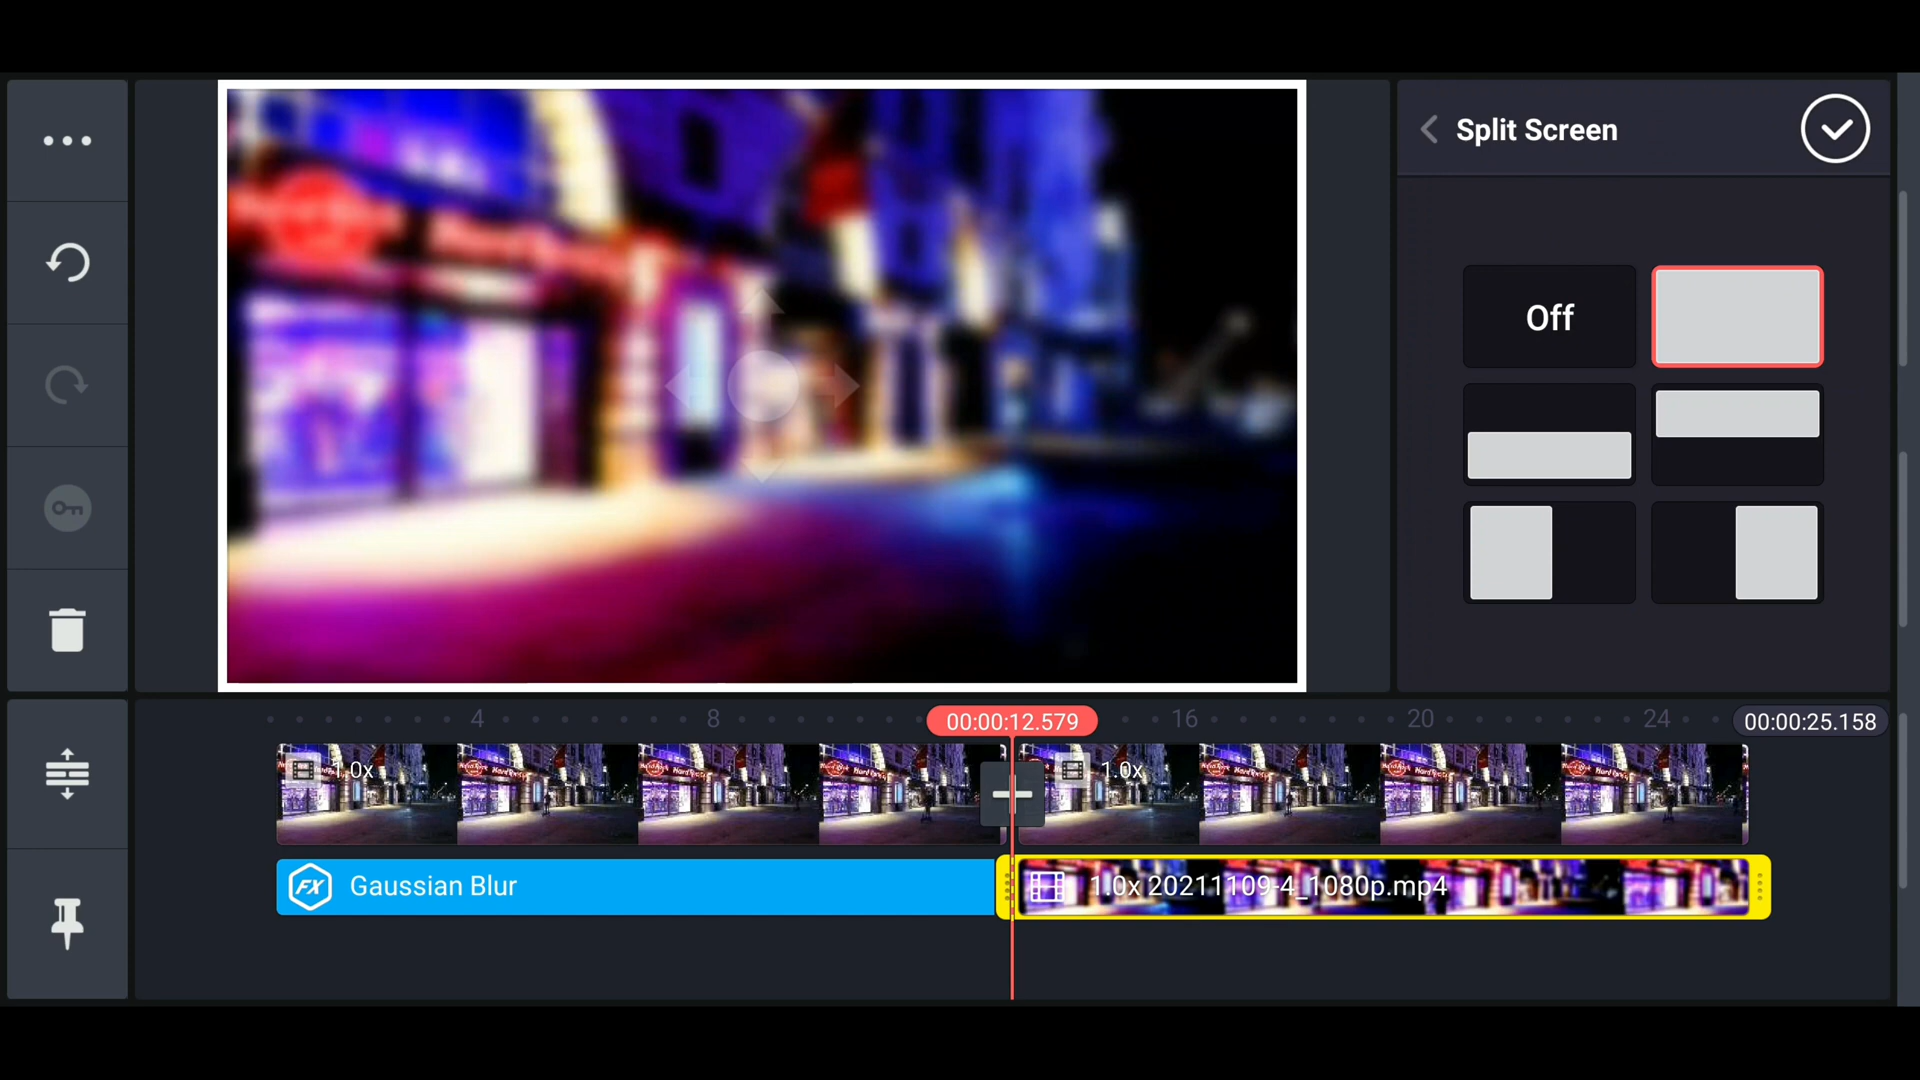 Split Screen
Off
4
8
00:00:12.579
16
20
24
00:00:25.158
1.0x
1.0x
FX Gaussian Blur
1.0x 20211109-4_1080p.mp4